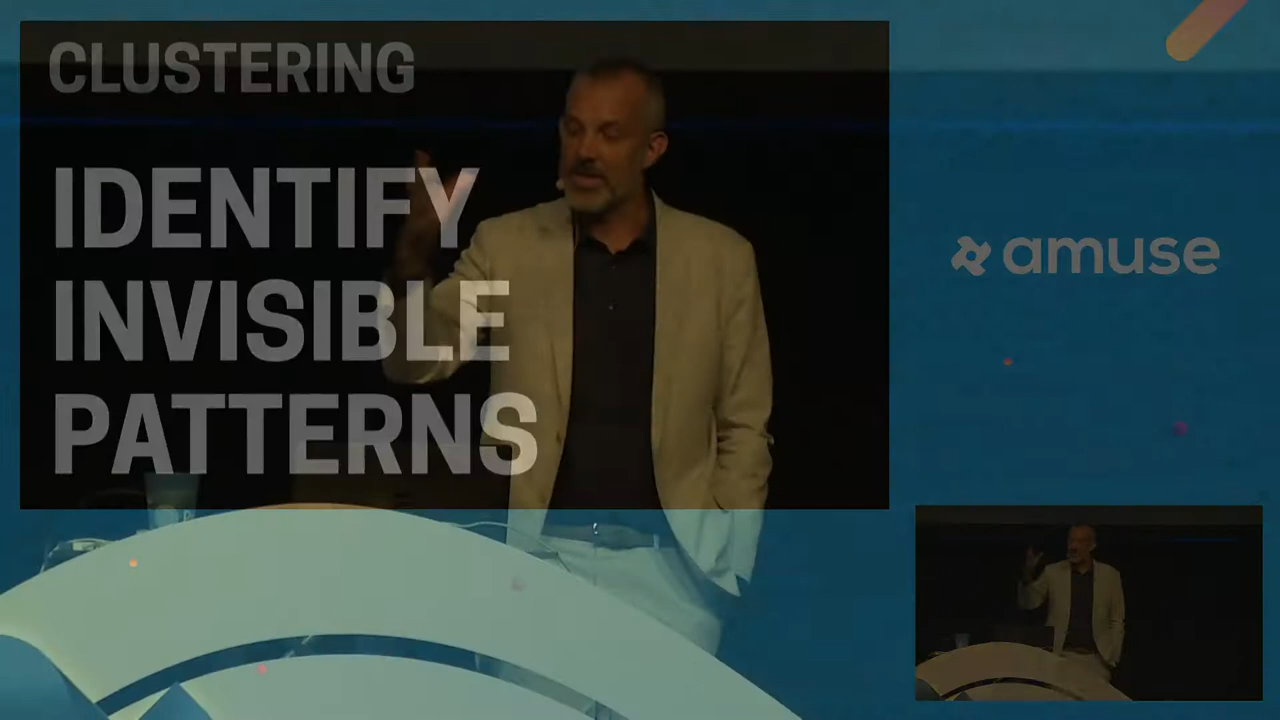 CLUSTERING
IDENTIFY
INVISIBLE
PATTERNS
amuse